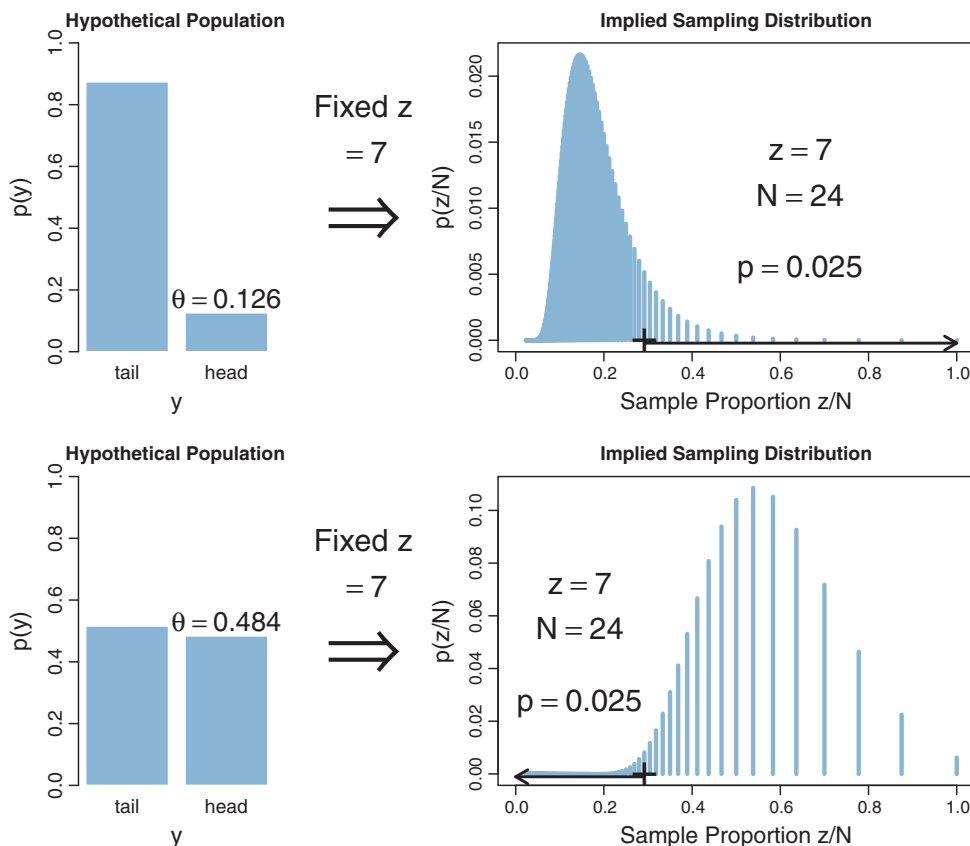 Hypothetical Population
1.0
0.8
0.6
0.4
0.2
0.0
p(y)
θ = 0.126
tail head
y
Fixed z
= 7
Implied Sampling Distribution
0.020
0.015
0.010
0.005
0.000
p(z/N)
z = 7
N = 24
p = 0.025
0.0 0.2 0.4 0.6 0.8 1.0
Sample Proportion z/N
Hypothetical Population
1.0
0.8
0.6
0.4
0.2
0.0
p(y)
θ = 0.484
tail head
y
Fixed z
= 7
Implied Sampling Distribution
0.10
0.08
0.06
0.04
0.02
0.00
p(z/N)
z = 7
N = 24
p = 0.025
0.0 0.2 0.4 0.6 0.8 1.0
Sample Proportion z/N